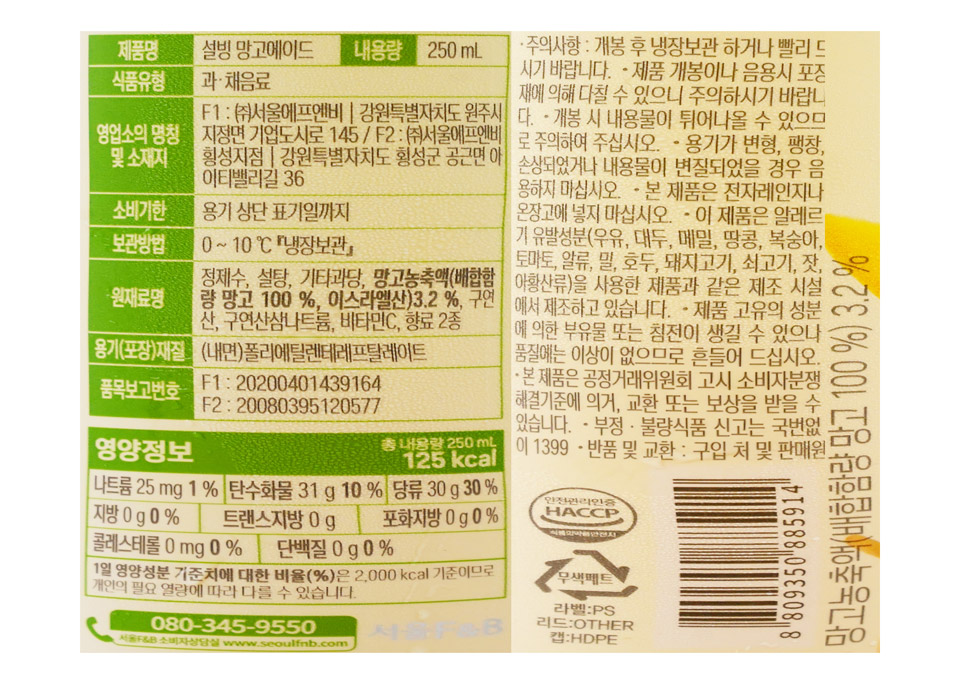 제품명 설빙 망고에이드 내용량 250 mL
식품유형 과·채음료
영업소의 명칭 및 소재지
F1 : ㈜서울에프엔비 | 강원특별자치도 원주시
지정면 기업도시로 145 / F2 : ㈜서울에프엔비
횡성지점 | 강원특별자치도 횡성군 공근면 아
이티밸리길 36
소비기한 용기 상단 표기일까지
보관방법 0 ~ 10 ℃『냉장보관』
원재료명
정제수, 설탕, 기타과당, 망고농축액(배합함
량 망고 100 %, 이스라엘산)3.2 %, 구연
산, 구연산삼나트륨, 비타민C, 향료 2종
용기(포장)재질 (내면)폴리에틸렌테레프탈레이트
품목보고번호
F1 : 20200401439164
F2 : 20080395120577
영양정보
총 내용량 250 mL
125 kcal
나트륨 25 mg 1 % 탄수화물 31 g 10 % 당류 30 g 30 %
지방 0 g 0 % 트랜스지방 0 g 포화지방 0 g 0 %
콜레스테롤 0 mg 0 % 단백질 0 g 0 %
1일 영양성분 기준치에 대한 비율(%)은 2,000 kcal 기준이므로
개인의 필요 열량에 따라 다를 수 있습니다.
080-345-9550
서울F&B 소비자상담실 www.seoulfnb.com
서울F&B
·주의사항 : 개봉 후 냉장보관 하거나 빨리 드
시기 바랍니다. ·제품 개봉이나 음용시 포장
재에 의해 다칠 수 있으니 주의하시기 바랍니
다. ·개봉 시 내용물이 튀어나올 수 있으므
로 주의하여 주십시오. ·용기가 변형, 팽창,
손상되었거나 내용물이 변질되었을 경우 음
용하지 마십시오. ·본 제품은 전자레인지나
온장고에 넣지 마십시오. ·이 제품은 알레르
기 유발성분(우유, 대두, 메밀, 땅콩, 복숭아,
토마토, 알류, 밀, 호두, 돼지고기, 쇠고기, 잣,
아황산류)을 사용한 제품과 같은 제조 시설
에서 제조하고 있습니다. ·제품 고유의 성분
에 의한 부유물 또는 침전이 생길 수 있으나
품질에는 이상이 없으므로 흔들어 드십시오.
·본 제품은 공정거래위원회 고시 소비자분쟁
해결기준에 의거, 교환 또는 보상을 받을 수
있습니다. ·부정·불량식품 신고는 국번없
이 1399 ·반품 및 교환 : 구입 처 및 판매원
안전관리인증
HACCP
식품의약품안전처
무색페트
라벨:PS
리드:OTHER
캡:HDPE
8 809350 885914
망고농축액(배합함량 망고 100 %) 3.2 %